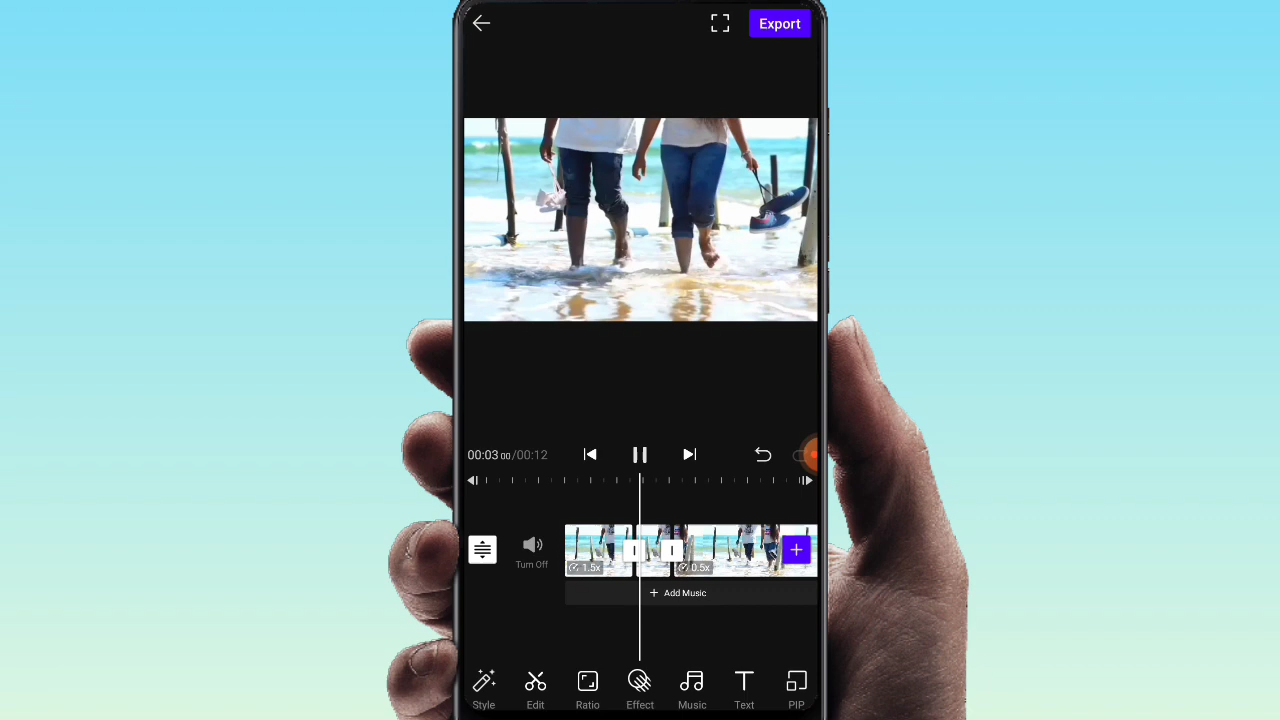 Export
00:03 00/00:12
Turn Off
1.5x
0.5x
+ Add Music
Style
Edit
Ratio
Effect
Music
Text
PIP